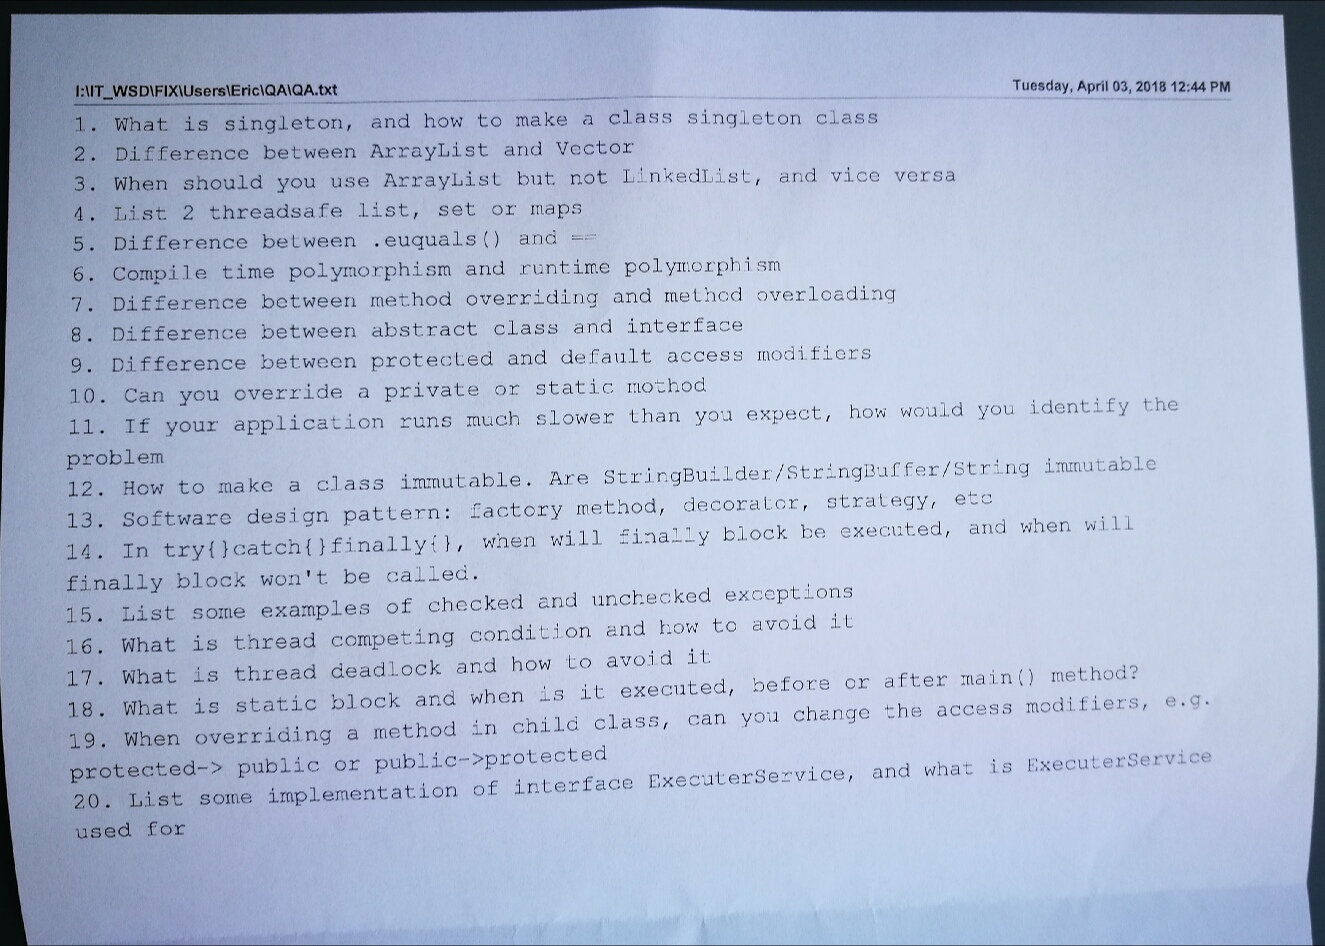 I:\IT_WSD\FIX\Users\Eric\QA\QA.txt Tuesday, April 03, 2018 12:44 PM
1. What is singleton, and how to make a class singleton class
2. Difference between ArrayList and Vector
3. When should you use ArrayList but not LinkedList, and vice versa
4. List 2 threadsafe list, set or maps
5. Difference between .euquals() and ==
6. Compile time polymorphism and runtime polymorphism
7. Difference between method overriding and method overloading
8. Difference between abstract class and interface
9. Difference between protected and default access modifiers
10. Can you override a private or static mothod
11. If your application runs much slower than you expect, how would you identify the
problem
12. How to make a class immutable. Are StringBuilder/StringBuffer/String immutable
13. Software design pattern: factory method, decorator, strategy, etc
14. In try{}catch{}finally{}, when will finally block be executed, and when will
finally block won't be called.
15. List some examples of checked and unchecked exceptions
16. What is thread competing condition and how to avoid it
17. What is thread deadlock and how to avoid it
18. What is static block and when is it executed, before or after main() method?
19. When overriding a method in child class, can you change the access modifiers, e.g.
protected-> public or public->protected
20. List some implementation of interface ExecuterService, and what is ExecuterService
used for